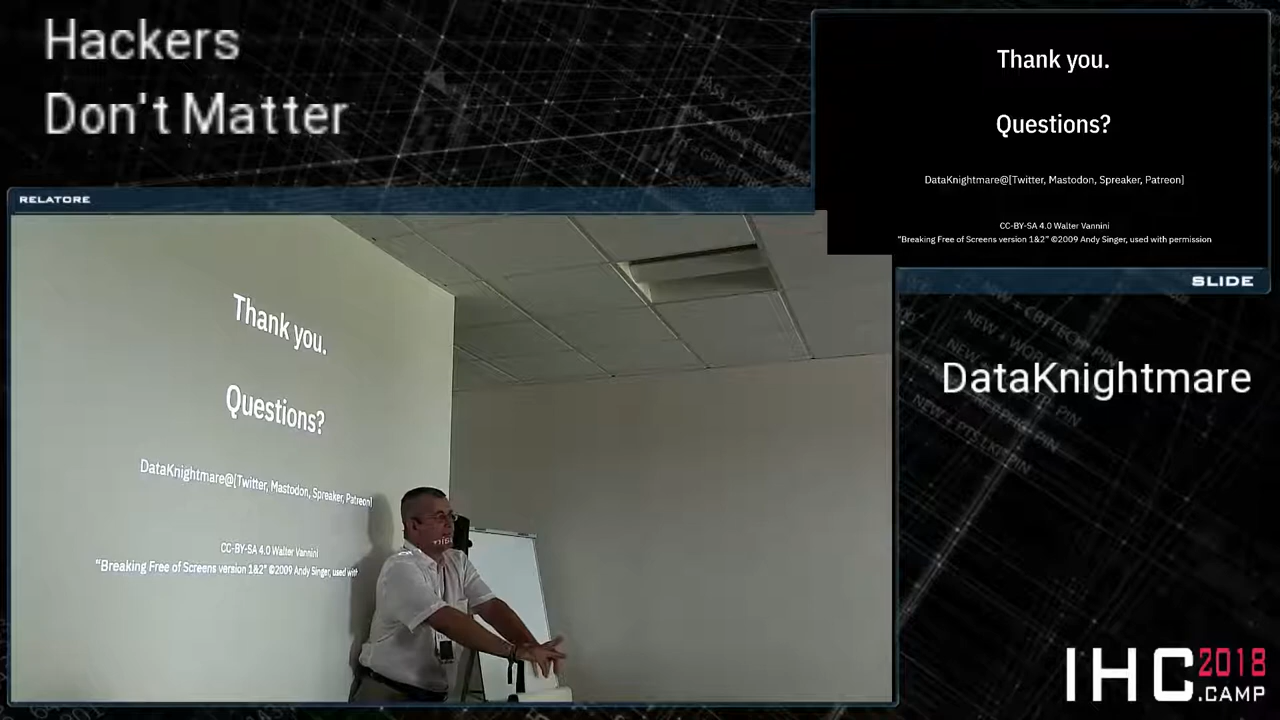 Hackers
Don't Matter
Thank you.
Questions?
DataKnightmare@[Twitter, Mastodon, Spreaker, Patreon]
CC-BY-SA 4.0 Walter Vannini
"Breaking Free of Screens version 1&2" ©2009 Andy Singer, used with permission
SLIDE
RELATORE
Thank you.
Questions?
DataKnightmare@[Twitter, Mastodon, Spreaker, Patreon]
CC-BY-SA 4.0 Walter Vannini
"Breaking Free of Screens version 1&2" ©2009 Andy Singer, used with
DataKnightmare
IHC 2018
.CAMP